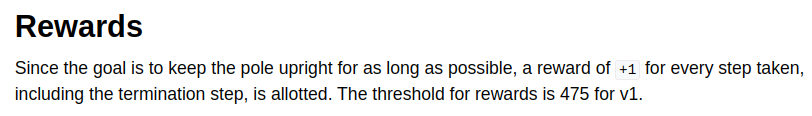 Rewards
Since the goal is to keep the pole upright for as long as possible, a reward of +1 for every step taken,
including the termination step, is allotted. The threshold for rewards is 475 for v1.